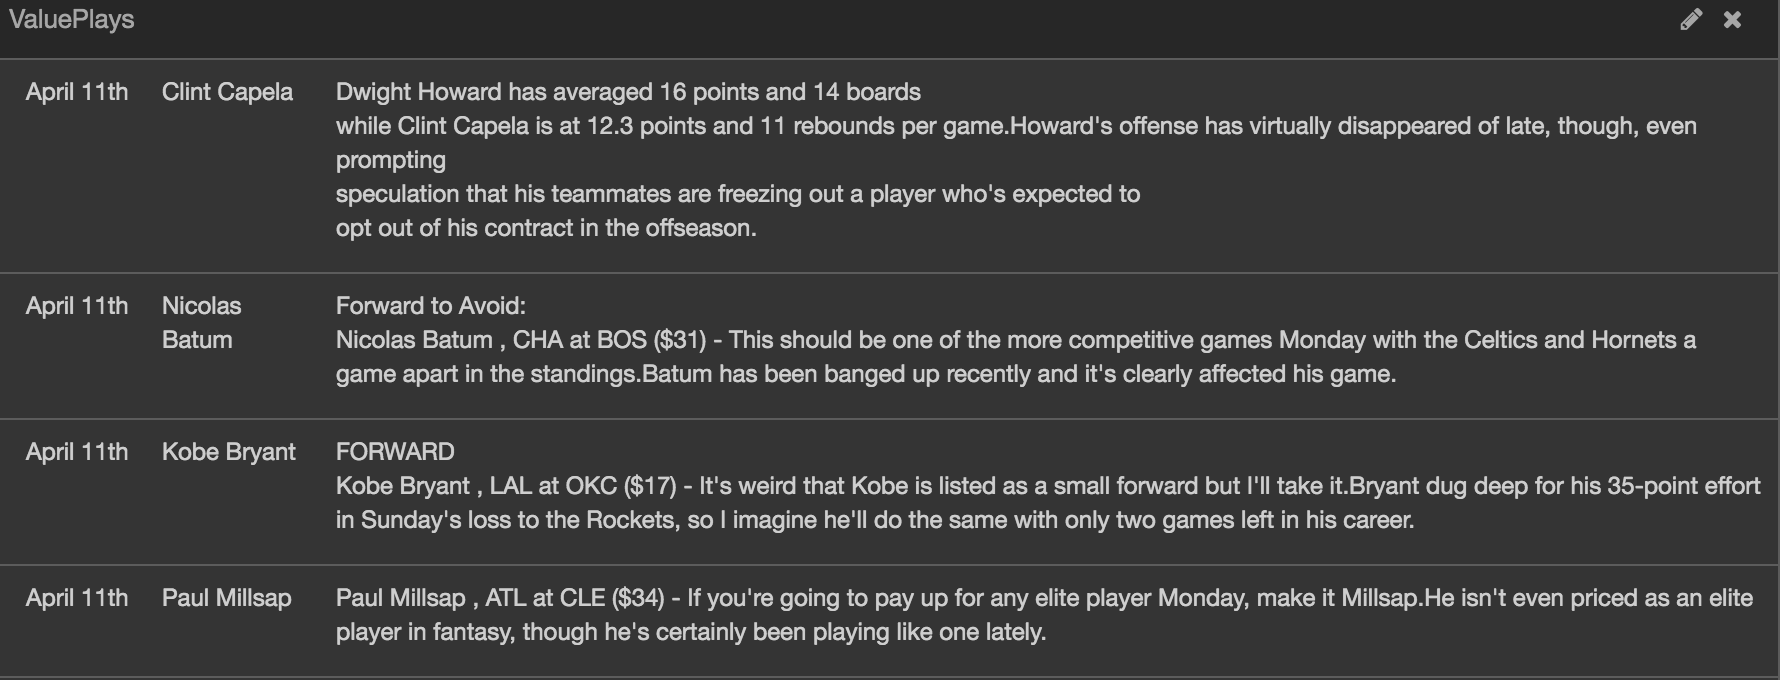 ValuePlays
April 11th Clint Capela Dwight Howard has averaged 16 points and 14 boards
while Clint Capela is at 12.3 points and 11 rebounds per game.Howard's offense has virtually disappeared of late, though, even
prompting
speculation that his teammates are freezing out a player who's expected to
opt out of his contract in the offseason.
April 11th Nicolas Forward to Avoid:
Batum Nicolas Batum , CHA at BOS ($31) - This should be one of the more competitive games Monday with the Celtics and Hornets a
game apart in the standings.Batum has been banged up recently and it's clearly affected his game.
April 11th Kobe Bryant FORWARD
Kobe Bryant , LAL at OKC ($17) - It's weird that Kobe is listed as a small forward but I'll take it.Bryant dug deep for his 35-point effort
in Sunday's loss to the Rockets, so I imagine he'll do the same with only two games left in his career.
April 11th Paul Millsap Paul Millsap , ATL at CLE ($34) - If you're going to pay up for any elite player Monday, make it Millsap.He isn't even priced as an elite
player in fantasy, though he's certainly been playing like one lately.